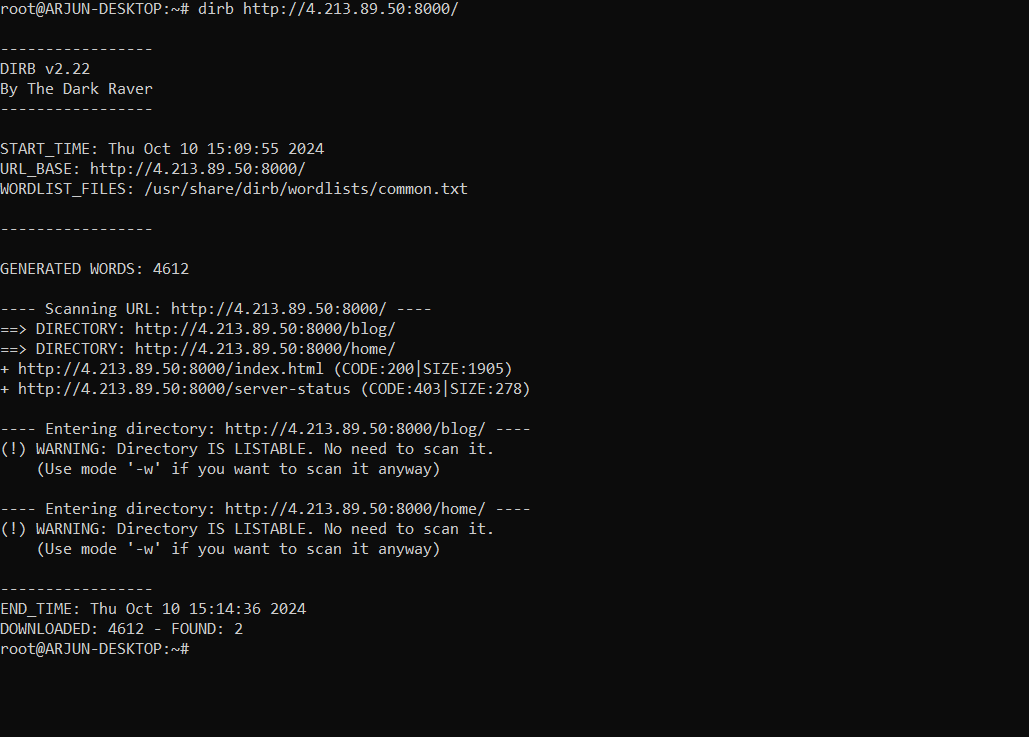 root@ARJUN-DESKTOP:~# dirb http://4.213.89.50:8000/
-----------------
DIRB v2.22
By The Dark Raver
-----------------
START_TIME: Thu Oct 10 15:09:55 2024
URL_BASE: http://4.213.89.50:8000/
WORDLIST_FILES: /usr/share/dirb/wordlists/common.txt
-----------------
GENERATED WORDS: 4612
---- Scanning URL: http://4.213.89.50:8000/ ----
==> DIRECTORY: http://4.213.89.50:8000/blog/
==> DIRECTORY: http://4.213.89.50:8000/home/
+ http://4.213.89.50:8000/index.html (CODE:200|SIZE:1905)
+ http://4.213.89.50:8000/server-status (CODE:403|SIZE:278)
---- Entering directory: http://4.213.89.50:8000/blog/ ----
(!) WARNING: Directory IS LISTABLE. No need to scan it.
    (Use mode '-w' if you want to scan it anyway)
---- Entering directory: http://4.213.89.50:8000/home/ ----
(!) WARNING: Directory IS LISTABLE. No need to scan it.
    (Use mode '-w' if you want to scan it anyway)
-----------------
END_TIME: Thu Oct 10 15:14:36 2024
DOWNLOADED: 4612 - FOUND: 2
root@ARJUN-DESKTOP:~#